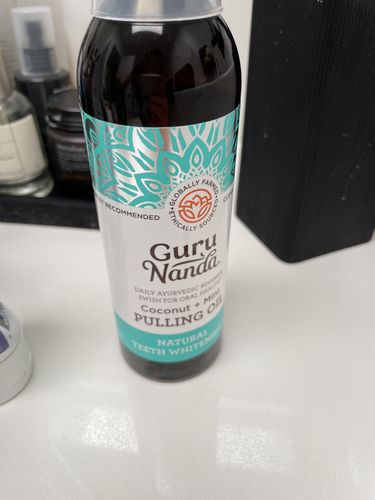 GLOBALLY FARMED
ETHICALLY SOURCED
RECOMMENDED
Guru
Nanda
DAILY AYURVEDIC REGIMEN
SWISH FOR ORAL HEALTH
Coconut + Mint
PULLING OIL
NATURAL
TEETH WHITENING